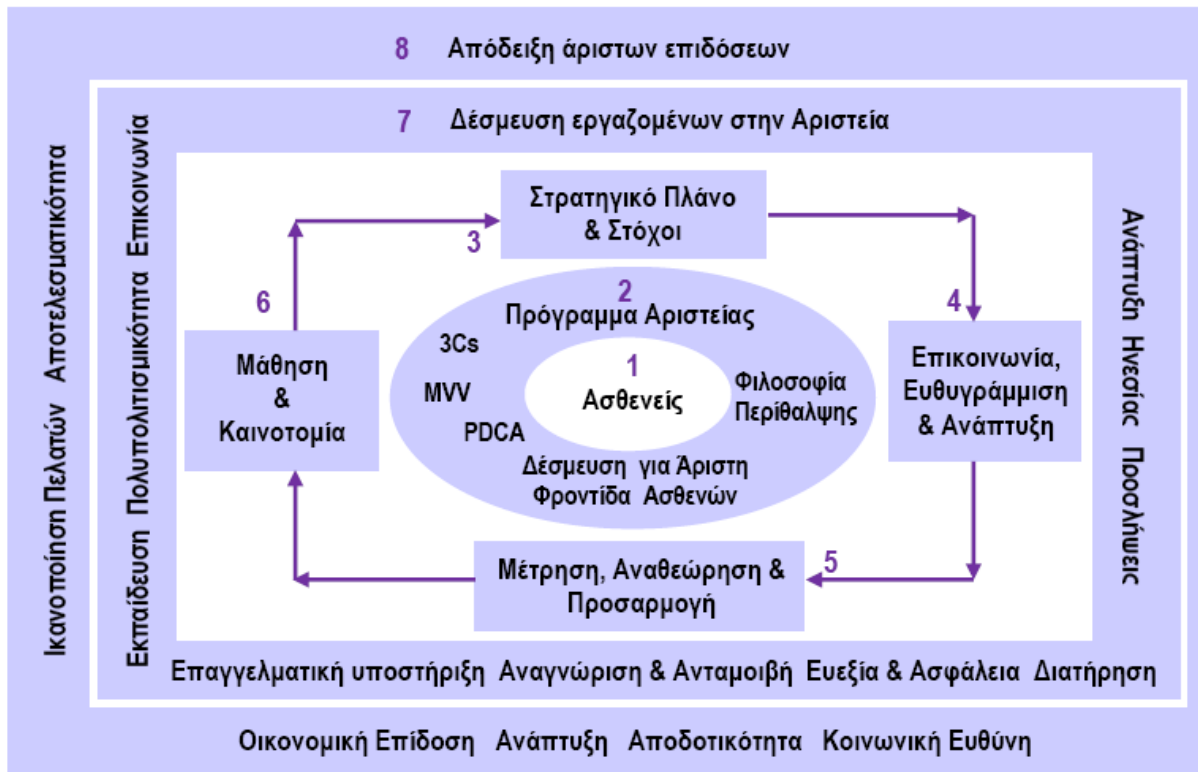 8 Απόδειξη άριστων επιδόσεων
7 Δέσμευση εργαζομένων στην Αριστεία
Ικανοποίηση Πελατών Αποτελεσματικότητα
Εκπαίδευση Πολυπολιτισμικότητα Επικοινωνία
Στρατηγικό Πλάνο
& Στόχοι
3
6
4
Μάθηση
&
Καινοτομία
2
Πρόγραμμα Αριστείας
3Cs
MVV
PDCA
1
Ασθενείς
Φιλοσοφία
Περίθαλψης
Δέσμευση για Άριστη
Φροντίδα Ασθενών
Επικοινωνία,
Ευθυγράμμιση
& Ανάπτυξη
5
Μέτρηση, Αναθεώρηση &
Προσαρμογή
Ανάπτυξη Ηνεσίας Προσλήψεις
Επαγγελματική υποστήριξη Αναγνώριση & Ανταμοιβή Ευεξία & Ασφάλεια Διατήρηση
Οικονομική Επίδοση Ανάπτυξη Αποδοτικότητα Κοινωνική Ευθύνη